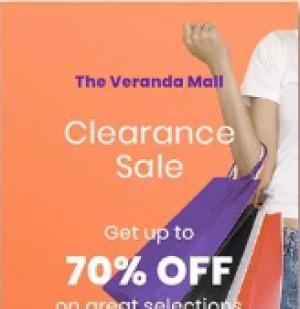 The Veranda Mall
Clearance
Sale
Get up to
70% OFF
on great selections